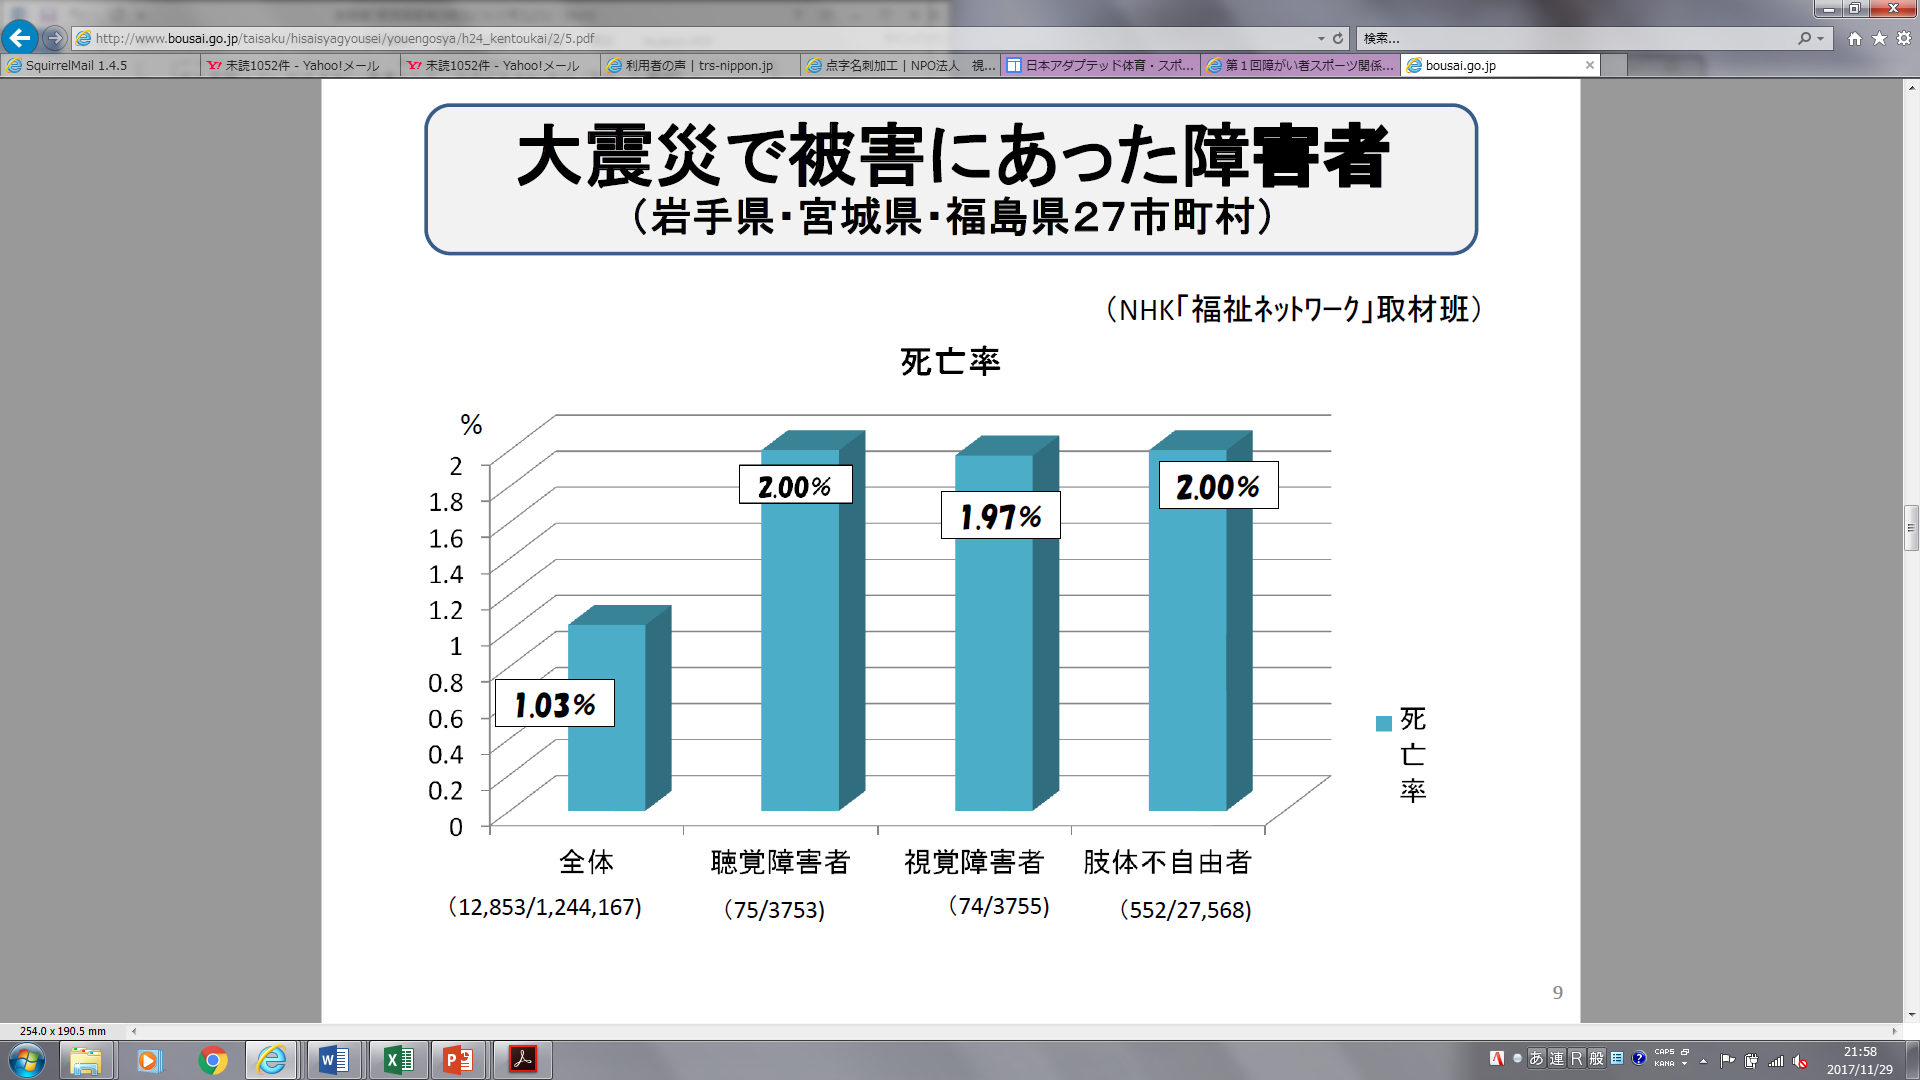 http://www.bousai.go.jp/taisaku/hisaisyagyousei/youengosya/h24_kentoukai/2/5.pdf
検索...
SquirrelMail 1.4.5
未読1052件 - Yahoo!メール
未読1052件 - Yahoo!メール
利用者の声 | trs-nippon.jp
点字名刺加工 | NPO法人 視...
日本アダプテッド体育・スポ...
第１回障がい者スポーツ関係...
bousai.go.jp
大震災で被害にあった障害者
（岩手県・宮城県・福島県２７市町村）
（NHK「福祉ネットワーク」取材班）
死亡率
%
2
1.8
1.6
1.4
1.2
1
0.8
0.6
0.4
0.2
0
1.03%
2.00%
1.97%
2.00%
死亡率
全体
聴覚障害者
視覚障害者
肢体不自由者
（12,853/1,244,167)
（75/3753)
（74/3755)
（552/27,568)
9
254.0 x 190.5 mm
あ 連 R 般
CAPS
KANA
21:58
2017/11/29